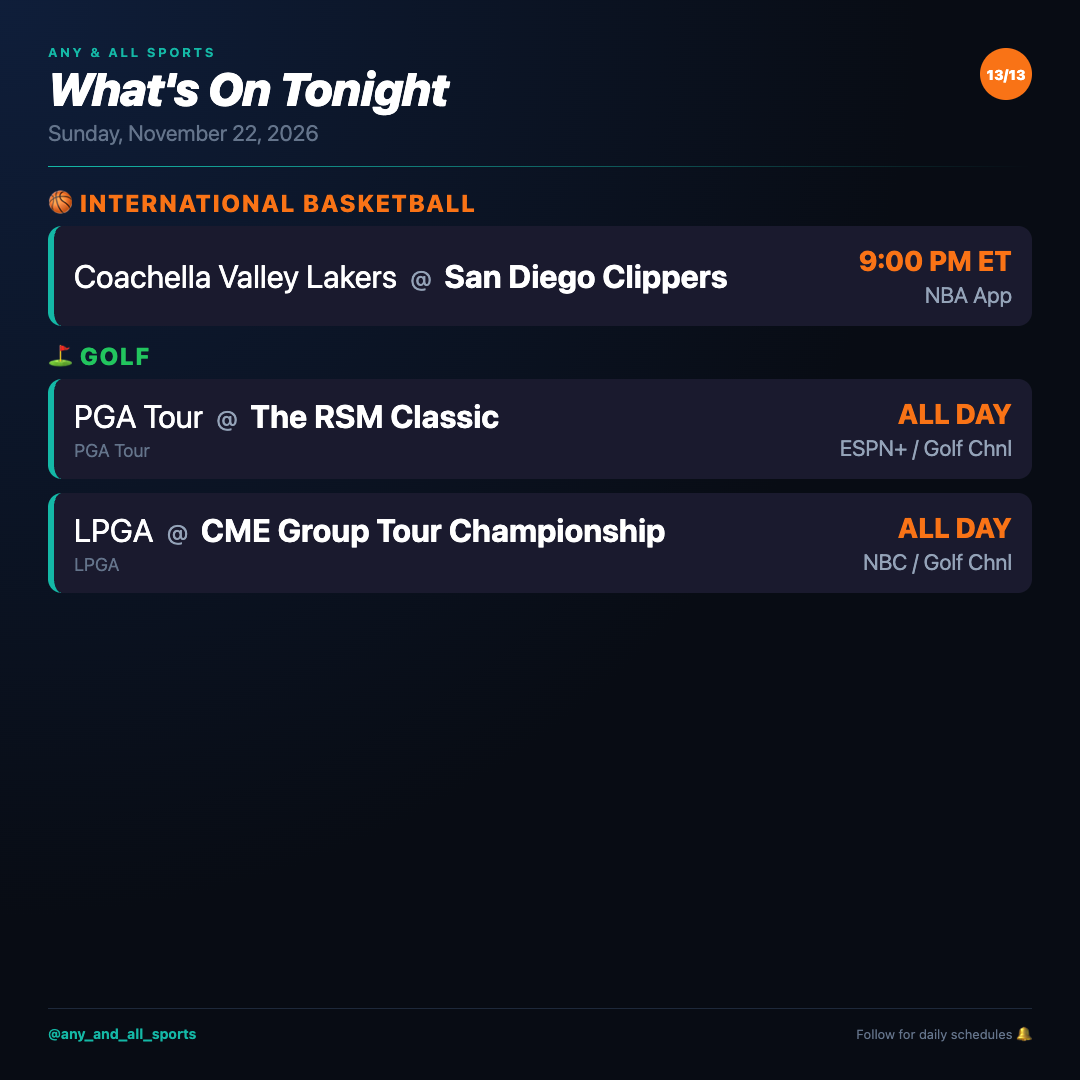 ANY & ALL SPORTS
What's On Tonight
13/13
Sunday, November 22, 2026
INTERNATIONAL BASKETBALL
Coachella Valley Lakers @ San Diego Clippers
9:00 PM ET
NBA App
GOLF
PGA Tour @ The RSM Classic
PGA Tour
ALL DAY
ESPN+ / Golf Chnl
LPGA @ CME Group Tour Championship
LPGA
ALL DAY
NBC / Golf Chnl
@any_and_all_sports
Follow for daily schedules 🔔